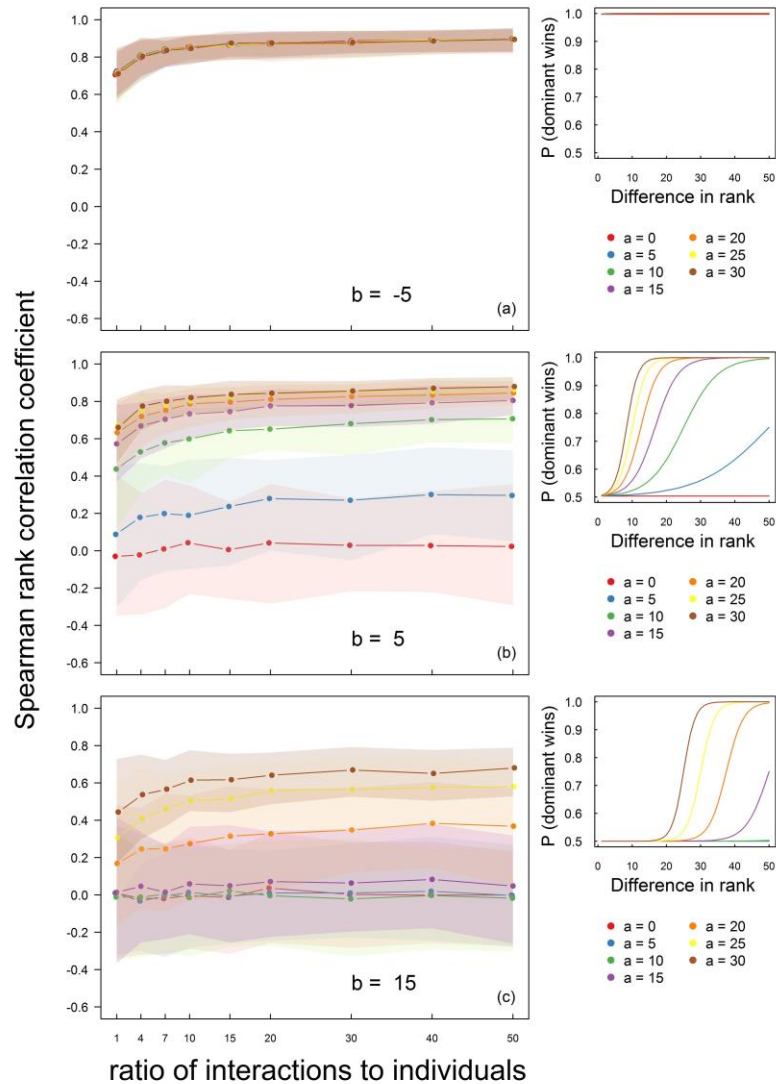 Spearman rank correlation coefficient
1.0
0.8
0.6
0.4
0.2
0.0
-0.2
-0.4
-0.6
b = -5
(a)
P (dominant wins)
1.0
0.9
0.8
0.7
0.6
0.5
10 30 40 50
Difference in rank
a = 0 a = 20
a = 5 a = 25
a = 10 a = 30
a = 15
1.0
0.8
0.6
0.4
0.2
0.0
-0.2
-0.4
-0.6
b = 5
(b)
P (dominant wins)
1.0
0.9
0.8
0.7
0.6
0.5
10 30 40 50
Difference in rank
a = 0 a = 20
a = 5 a = 25
a = 10 a = 30
a = 15
1.0
0.8
0.6
0.4
0.2
0.0
-0.2
-0.4
-0.6
b = 15
(c)
1 4 7 10 15 20 30 40 50
ratio of interactions to individuals
P (dominant wins)
1.0
0.9
0.8
0.7
0.6
0.5
10 30 40 50
Difference in rank
a = 0 a = 20
a = 5 a = 25
a = 10 a = 30
a = 15